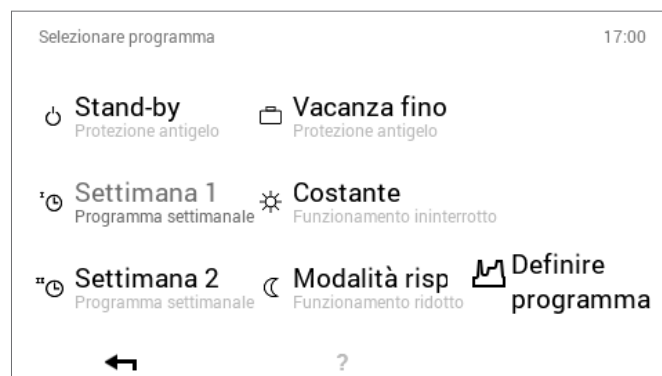 Selezionare programma 17:00
Stand-by
Protezione antigelo
Vacanza fino
Protezione antigelo
I Settimana 1
Programma settimanale
Costante
Funzionamento ininterrotto
II Settimana 2
Programma settimanale
Modalità risp
Funzionamento ridotto
Definire
programma
?